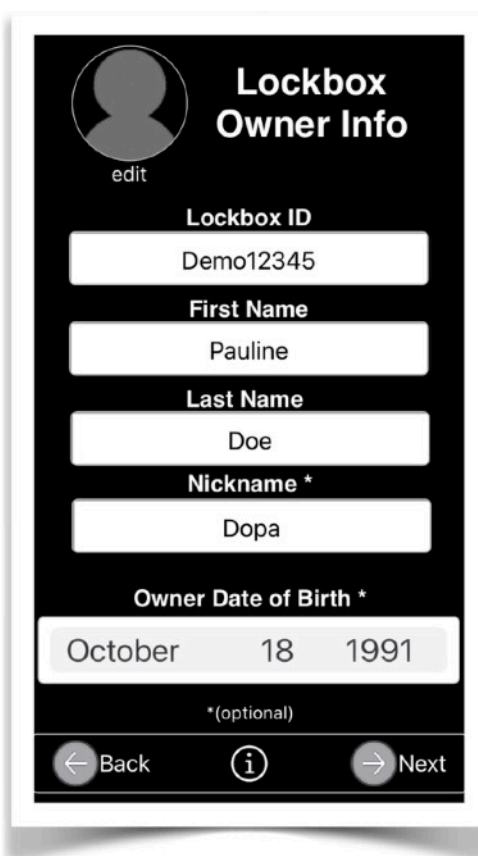 Lockbox
Owner Info
edit
Lockbox ID
Demo12345
First Name
Pauline
Last Name
Doe
Nickname *
Dopa
Owner Date of Birth *
October 18 1991
*(optional)
Back i Next